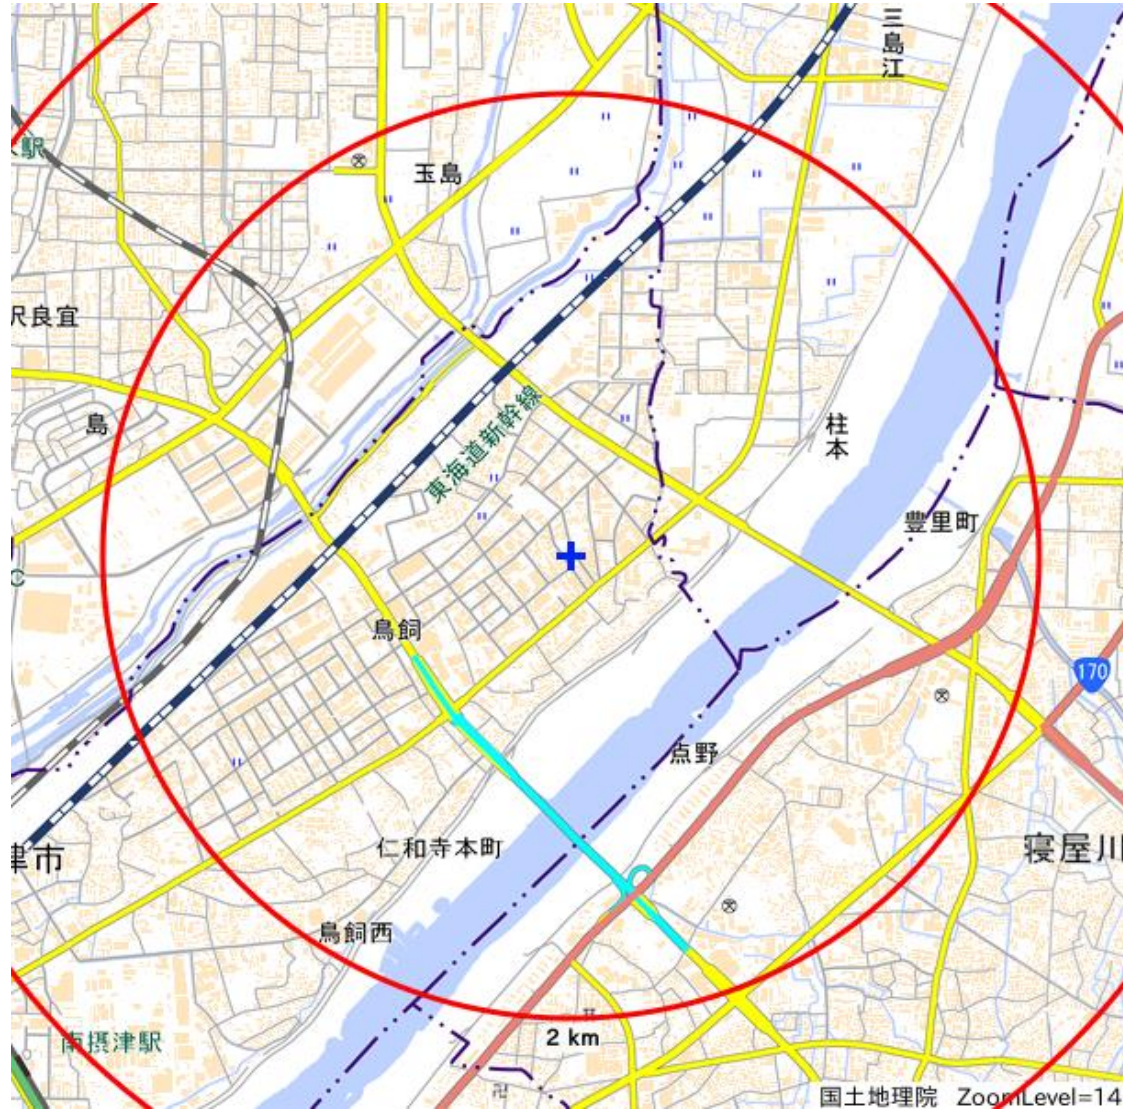 三島江
駅
玉島
沢良宜
東海道新幹線
島
柱本
豊里町
鳥飼
170
点野
仁和寺本町
津市
寝屋川
鳥飼西
南摂津駅
2 km
国土地理院 ZoomLevel=14